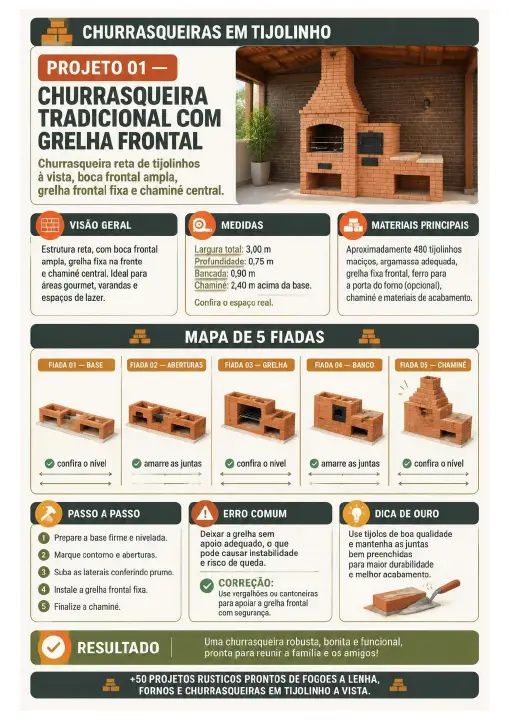 CHURRASQUEIRAS EM TIJOLINHO
PROJETO 01 —
CHURRASQUEIRA
TRADICIONAL COM
GRELHA FRONTAL
Churrasqueira reta de tijolinhos
à vista, boca frontal ampla,
grelha frontal fixa e chaminé central.
VISÃO GERAL
Estrutura reta, com boca frontal
ampla, grelha fixa na frente
e chaminé central. Ideal para
áreas gourmet, varandas e
espaços de lazer.
MEDIDAS
Largura total: 3,00 m
Profundidade: 0,75 m
Bancada: 0,90 m
Chaminé: 2,40 m acima da base.
Confira o espaço real.
MATERIAIS PRINCIPAIS
Aproximadamente 480 tijolinhos
maciços, argamassa adequada,
grelha fixa frontal, ferro para
a porta do forno (opcional),
chaminé e materiais de acabamento.
MAPA DE 5 FIADAS
FIADA 01 — BASE
FIADA 02 — ABERTURAS
FIADA 03 — GRELHA
FIADA 04 — BANCO
FIADA 05 — CHAMINÉ
confira o nível
amarre as juntas
confira o nível
amarre as juntas
confira o nível
PASSO A PASSO
1 Prepare a base firme e nivelada.
2 Marque contorno e aberturas.
3 Suba as laterais conferindo prumo.
4 Instale a grelha frontal fixa.
5 Finalize a chaminé.
ERRO COMUM
Deixar a grelha sem
apoio adequado, o que
pode causar instabilidade
e risco de queda.
CORREÇÃO:
Use vergalhões ou cantoneiras
para apoiar a grelha frontal
com segurança.
DICA DE OURO
Use tijolos de boa qualidade
e mantenha as juntas
bem preenchidas
para maior durabilidade
e melhor acabamento.
RESULTADO
Uma churrasqueira robusta, bonita e funcional,
pronta para reunir a família e os amigos!
+50 PROJETOS RUSTICOS PRONTOS DE FOGOES A LENHA,
FORNOS E CHURRASQUEIRAS EM TIJOLINHO A VISTA.